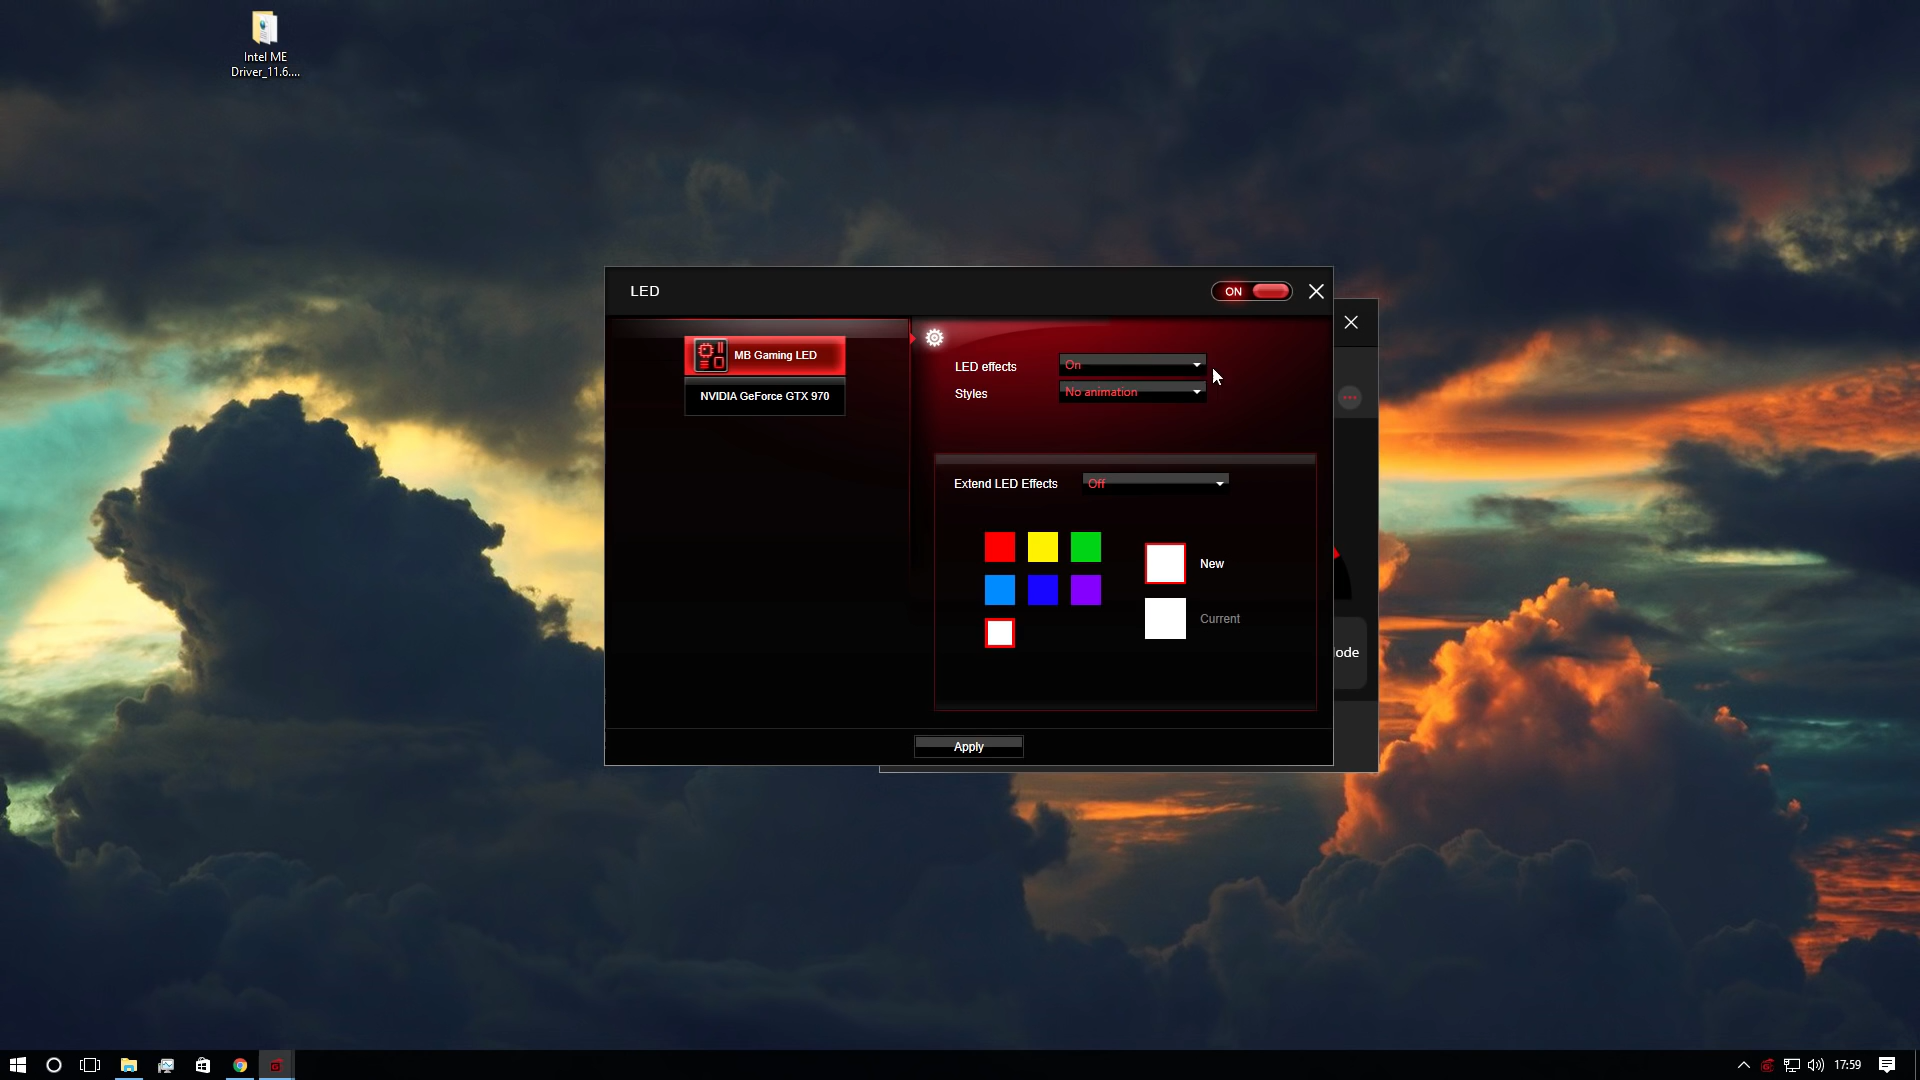 Intel ME
Driver_11.6....
LED
ON
MB Gaming LED
NVIDIA GeForce GTX 970
LED effects
On
Styles
No animation
Extend LED Effects
Off
New
Current
Apply
ode
17:59